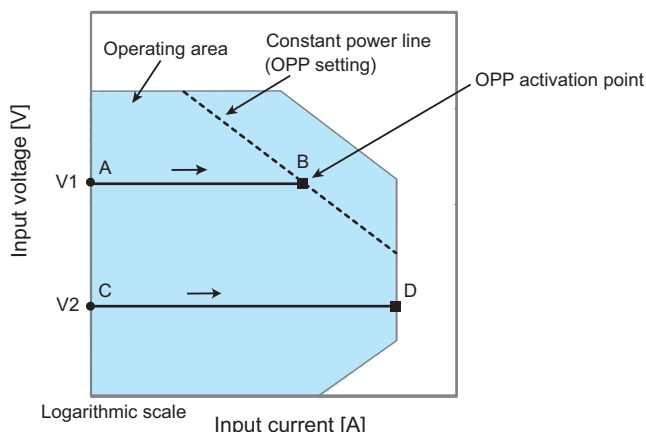 Operating area
Constant power line
(OPP setting)
OPP activation point
Input voltage [V]
V1
A
B
V2
C
D
Logarithmic scale
Input current [A]